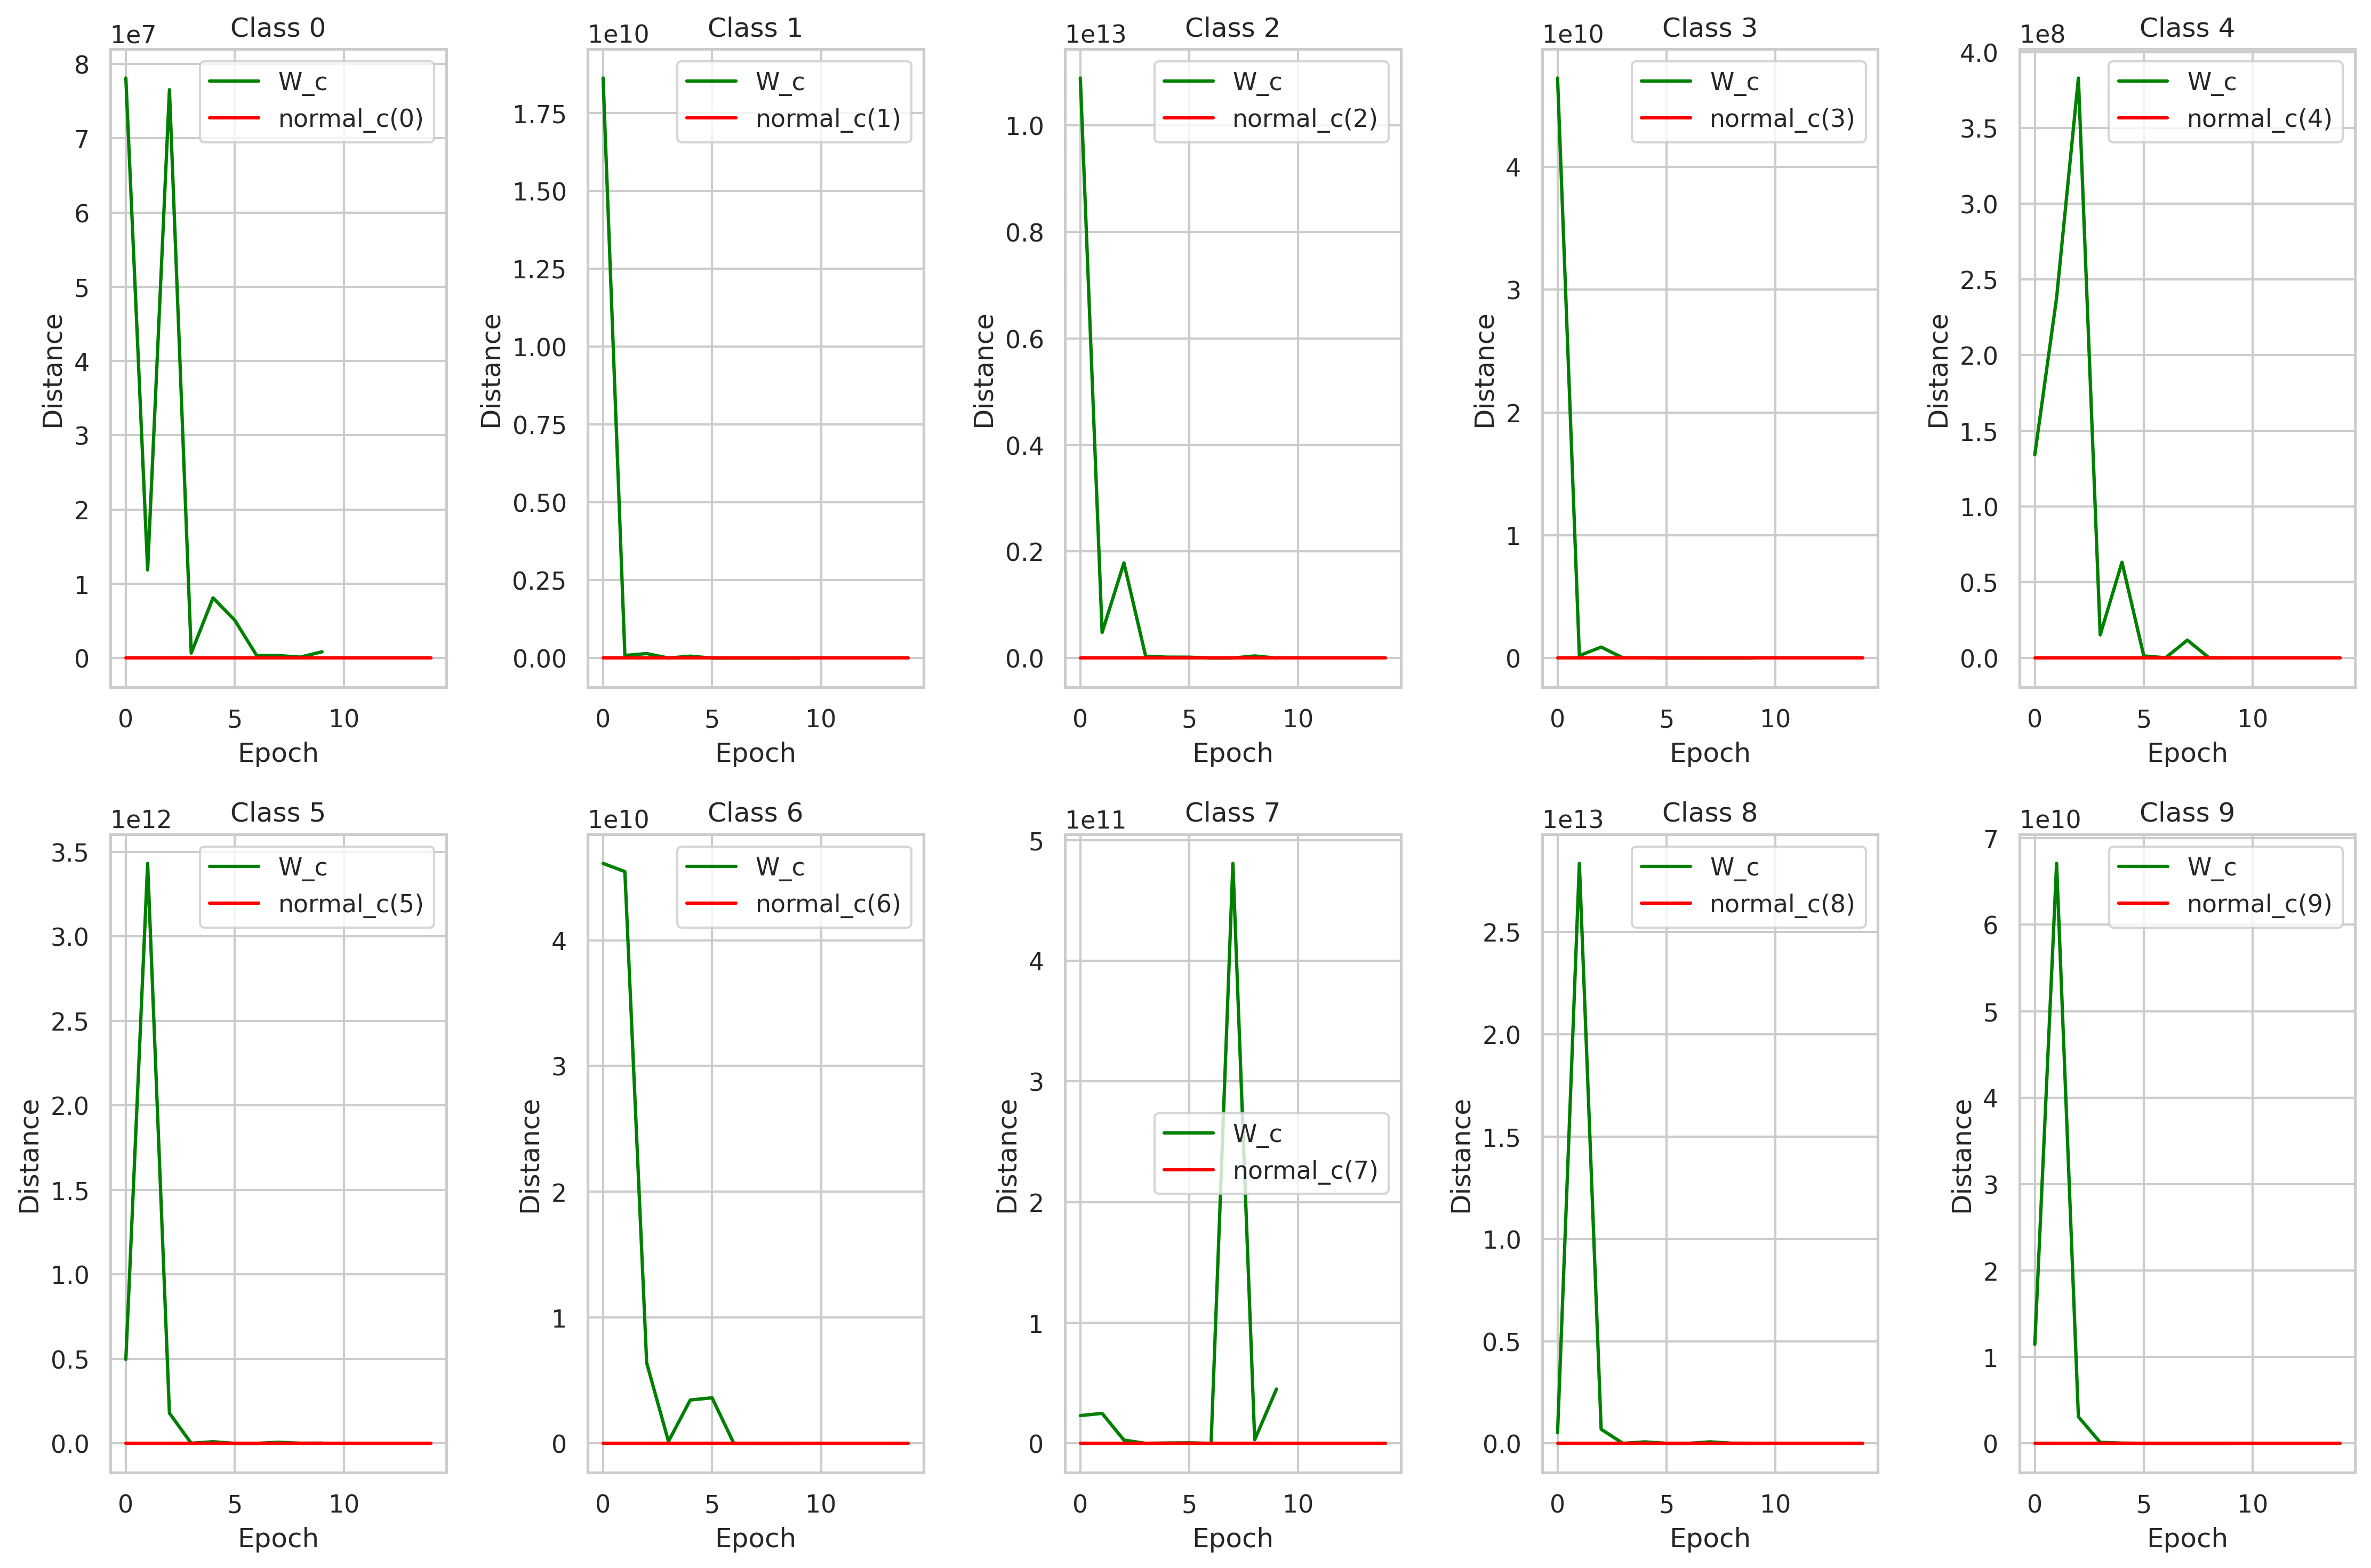 Class 0
1e7
W_c
normal_c(0)
8
7
6
5
4
3
2
1
0
Distance
0 5 10
Epoch
Class 1
1e10
W_c
normal_c(1)
1.75
1.50
1.25
1.00
0.75
0.50
0.25
0.00
Distance
0 5 10
Epoch
Class 2
1e13
W_c
normal_c(2)
1.0
0.8
0.6
0.4
0.2
0.0
Distance
0 5 10
Epoch
Class 3
1e10
W_c
normal_c(3)
4
3
2
1
0
Distance
0 5 10
Epoch
Class 4
1e8
W_c
normal_c(4)
4.0
3.5
3.0
2.5
2.0
1.5
1.0
0.5
0.0
Distance
0 5 10
Epoch
Class 5
1e12
W_c
normal_c(5)
3.5
3.0
2.5
2.0
1.5
1.0
0.5
0.0
Distance
0 5 10
Epoch
Class 6
1e10
W_c
normal_c(6)
4
3
2
1
0
Distance
0 5 10
Epoch
Class 7
1e11
W_c
normal_c(7)
5
4
3
2
1
0
Distance
0 5 10
Epoch
Class 8
1e13
W_c
normal_c(8)
2.5
2.0
1.5
1.0
0.5
0.0
Distance
0 5 10
Epoch
Class 9
1e10
W_c
normal_c(9)
7
6
5
4
3
2
1
0
Distance
0 5 10
Epoch